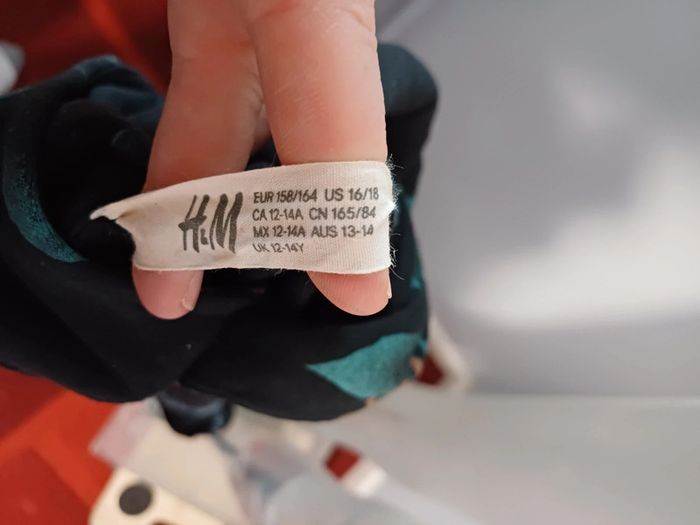 H&M
EUR 158/164 US 16/18
CA 12-14A CN 165/84
MX 12-14A AUS 13-14
UK 12-14Y